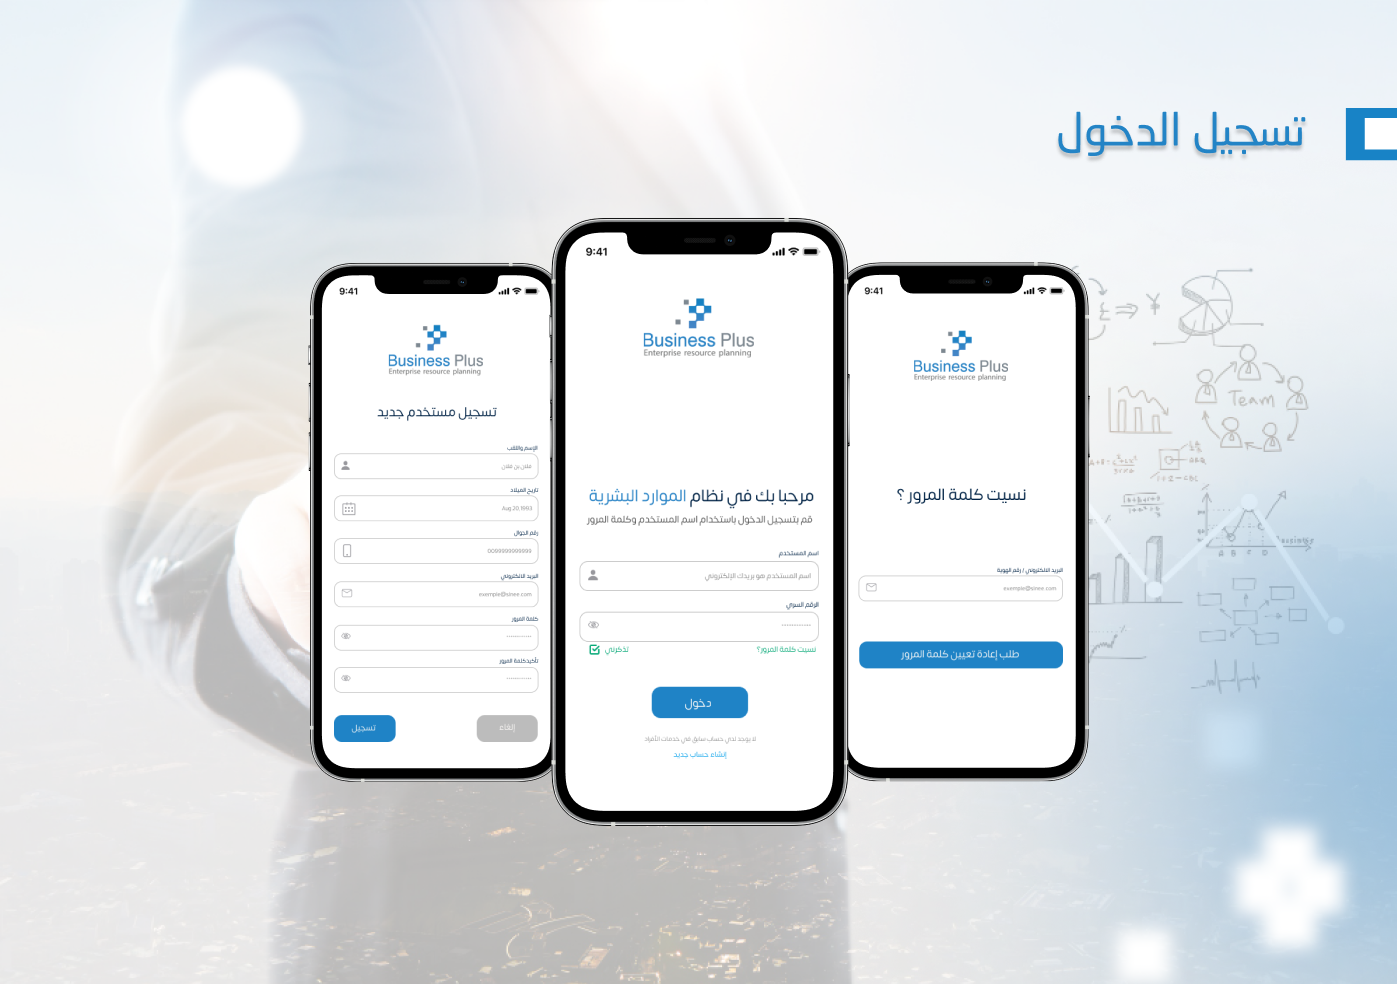 تسجيل الدخول
9:41
Business Plus
Enterprise resource planning
تسجيل مستخدم جديد
الإسم واللقب
فلان بن فلان
تاريخ الميلاد
Aug 20, 1993
رقم الجوال
0099999999999
البريد الالكتروني
exemple@sinee.com
كلمة المرور
تأكيد كلمة المرور
إلغاء
تسجيل
9:41
Business Plus
Enterprise resource planning
مرحبا بك في نظام الموارد البشرية
قم بتسجيل الدخول باستخدام اسم المستخدم وكلمة المرور
اسم المستخدم
اسم المستخدم هو بريدك الإلكتروني
الرقم السري
نسيت كلمة المرور؟
تذكرني
دخول
لا يوجد لدي حساب سابق في خدمات الأفراد
إنشاء حساب جديد
9:41
Business Plus
Enterprise resource planning
نسيت كلمة المرور ؟
البريد الالكتروني / رقم الهوية
exemple@sinee.com
طلب إعادة تعيين كلمة المرور
Team